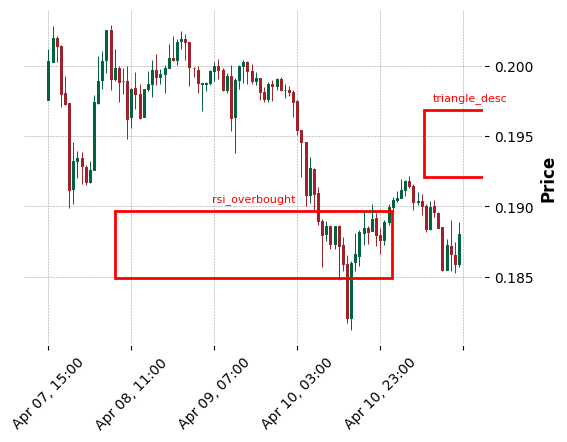 0.200
triangle_desc
0.195
Price
rsi_overbought
0.190
0.185
Apr 07, 15:00
Apr 08, 11:00
Apr 09, 07:00
Apr 10, 03:00
Apr 10, 23:00